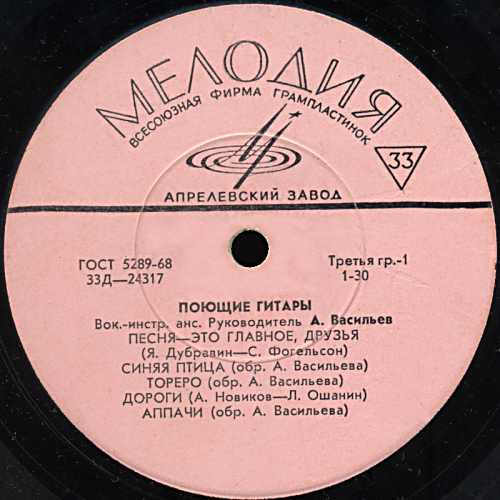 МЕЛОДИЯ
ВСЕСОЮЗНАЯ ФИРМА ГРАМПЛАСТИНОК
33
АПРЕЛЕВСКИЙ ЗАВОД
ГОСТ 5289-68
Третья гр.-1
33Д—24317
1-30
ПОЮЩИЕ ГИТАРЫ
Вок.-инстр. анс. Руководитель А. Васильев
ПЕСНЯ—ЭТО ГЛАВНОЕ, ДРУЗЬЯ
(Я. Дубравин—С. Фогельсон)
СИНЯЯ ПТИЦА (обр. А. Васильева)
ТОРЕРО (обр. А. Васильева)
ДОРОГИ (А. Новиков—Л. Ошанин)
АППАЧИ (обр. А. Васильева)